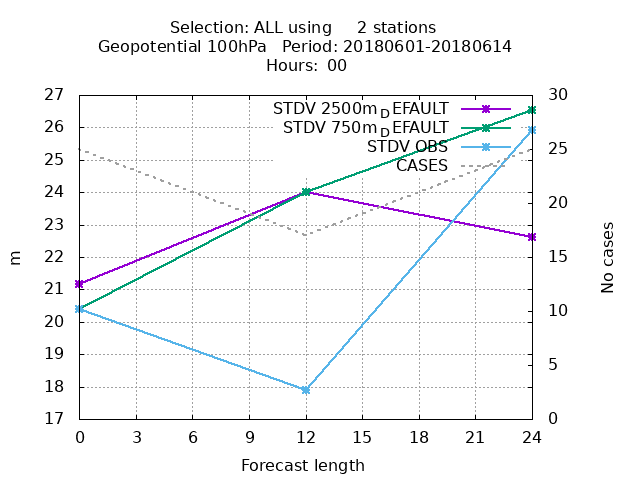 Selection: ALL using 2 stations
Geopotential 100hPa Period: 20180601-20180614
Hours: 00
STDV 2500m_DEFAULT
STDV 750m_DEFAULT
STDV OBS
CASES
27
26
25
24
23
22
21
20
19
18
17
m
30
25
20
15
10
5
0
No cases
0 3 6 9 12 15 18 21 24
Forecast length